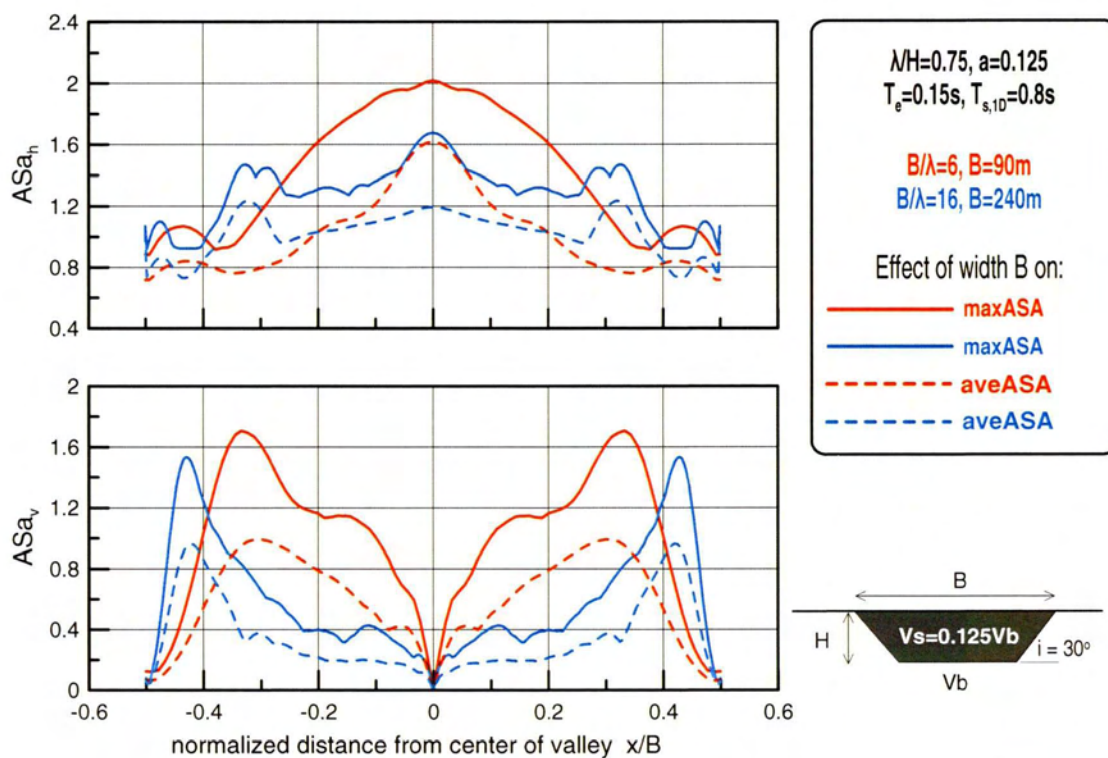 2.4
2
1.6
1.2
0.8
0.4
ASa_h
2
1.6
1.2
0.8
0.4
0
ASa_v
-0.6 -0.4 -0.2 0 0.2 0.4 0.6
normalized distance from center of valley x/B
λ/H=0.75, a=0.125
T_e=0.15s, T_s,1D=0.8s
B/λ=6, B=90m
B/λ=16, B=240m
Effect of width B on:
maxASA
maxASA
aveASA
aveASA
B
H
Vs=0.125Vb
i = 30°
Vb